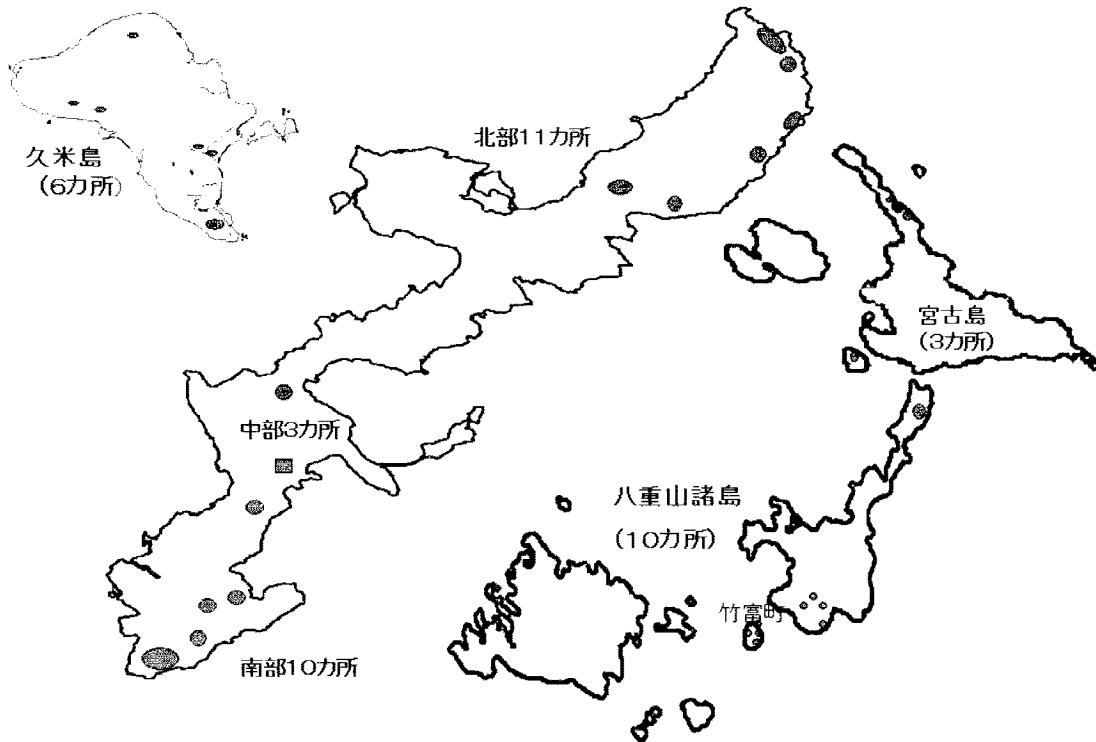 北部11カ所
久米島
(6カ所)
宮古島
(3カ所)
中部3カ所
八重山諸島
(10カ所)
竹富町
南部10カ所